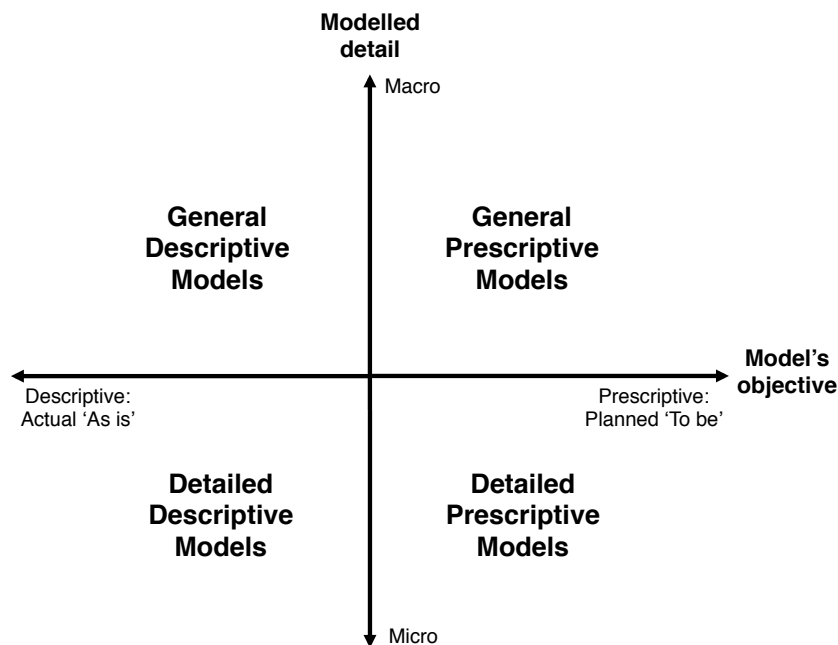 Modelled
detail
Macro
General
Descriptive
Models
General
Prescriptive
Models
Model’s
objective
Descriptive:
Actual ‘As is’
Prescriptive:
Planned ‘To be’
Detailed
Descriptive
Models
Detailed
Prescriptive
Models
Micro